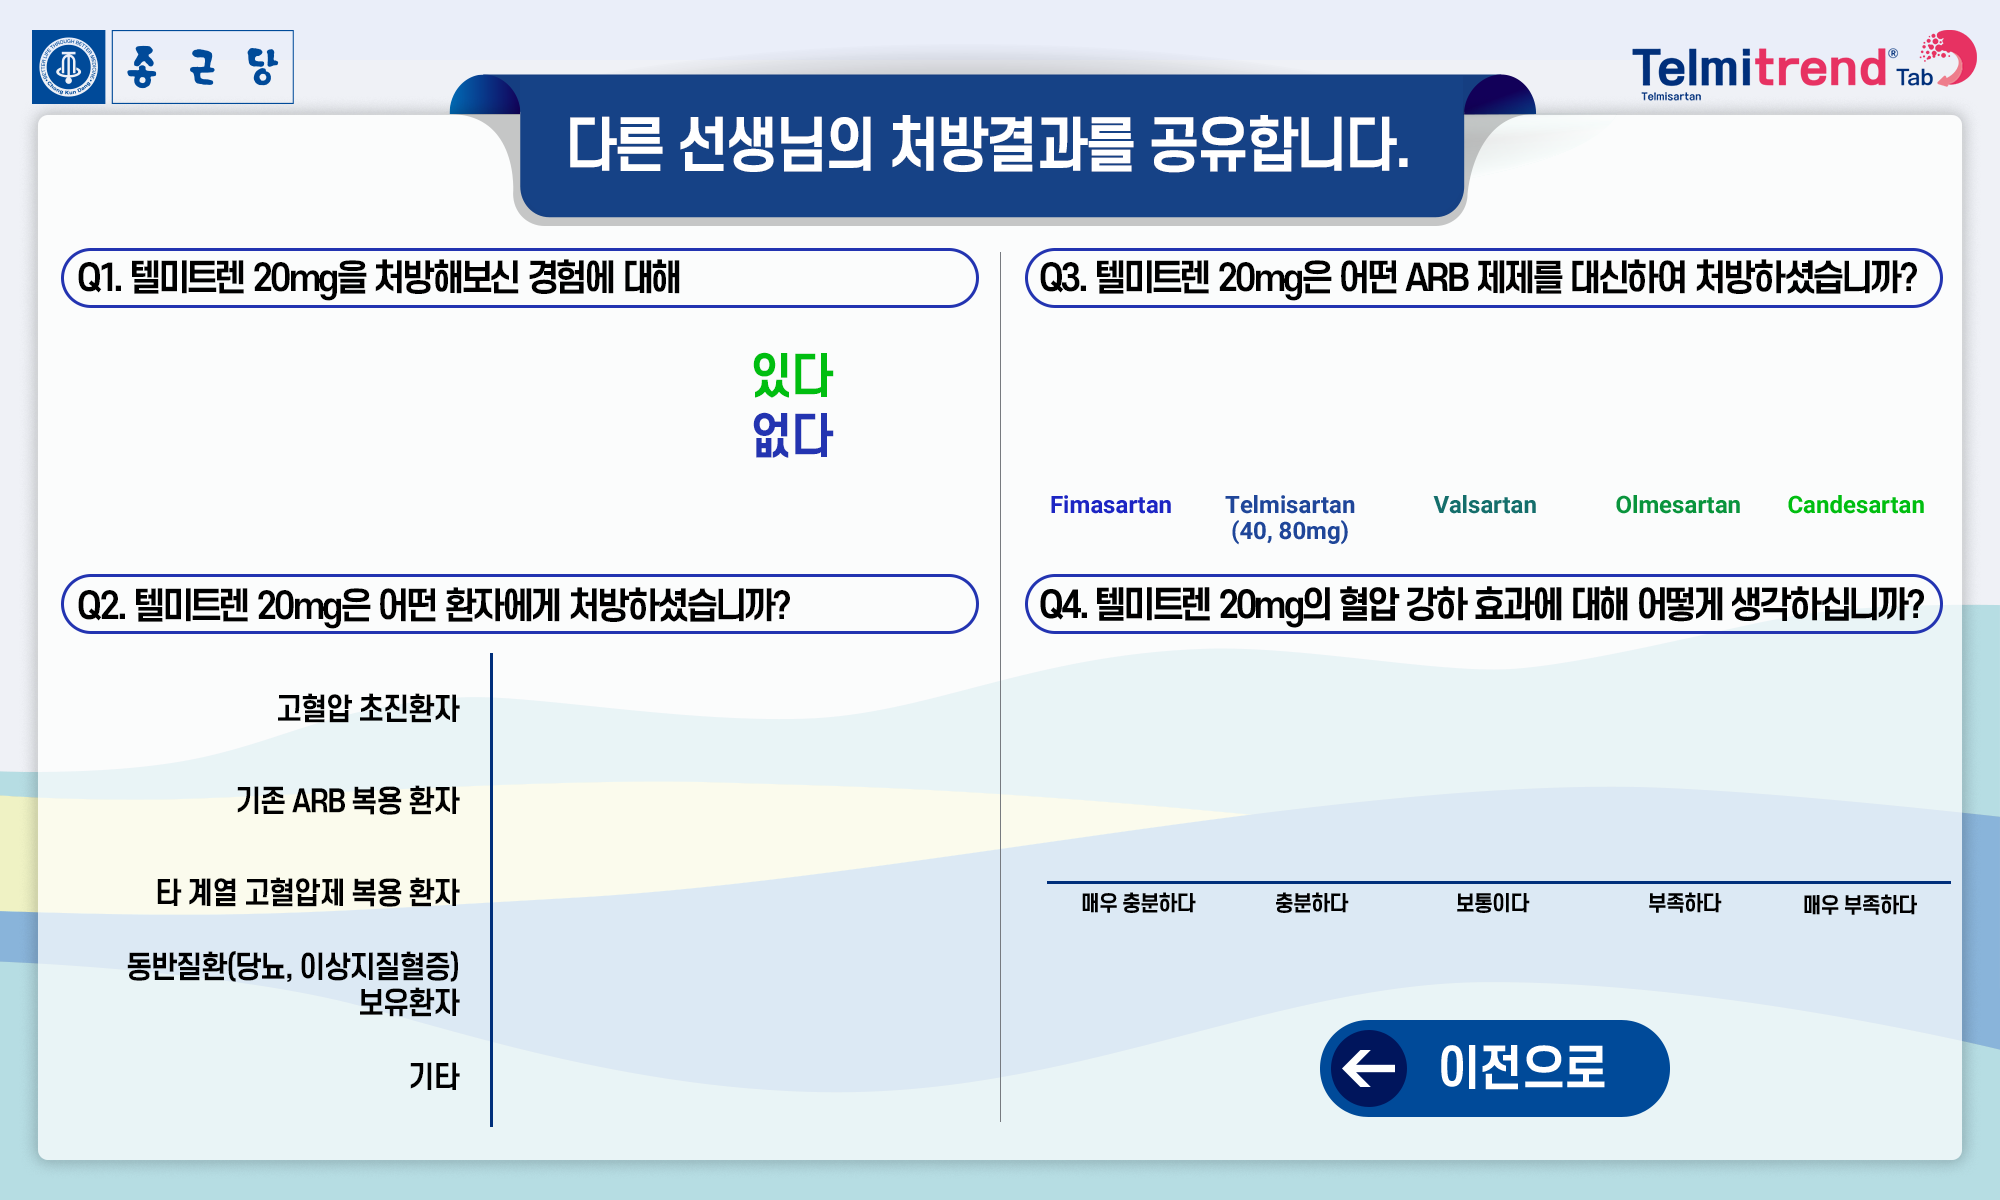 종근당
Telmitrend® Tab
Telmisartan
다른 선생님의 처방결과를 공유합니다.
Q1. 텔미트렌 20mg을 처방해보신 경험에 대해
있다
없다
Q2. 텔미트렌 20mg은 어떤 환자에게 처방하셨습니까?
고혈압 초진환자
기존 ARB 복용 환자
타 계열 고혈압제 복용 환자
동반질환(당뇨, 이상지질혈증)
보유환자
기타
Q3. 텔미트렌 20mg은 어떤 ARB 제제를 대신하여 처방하셨습니까?
Fimasartan
Telmisartan
(40, 80mg)
Valsartan
Olmesartan
Candesartan
Q4. 텔미트렌 20mg의 혈압 강하 효과에 대해 어떻게 생각하십니까?
매우 충분하다
충분하다
보통이다
부족하다
매우 부족하다
이전으로